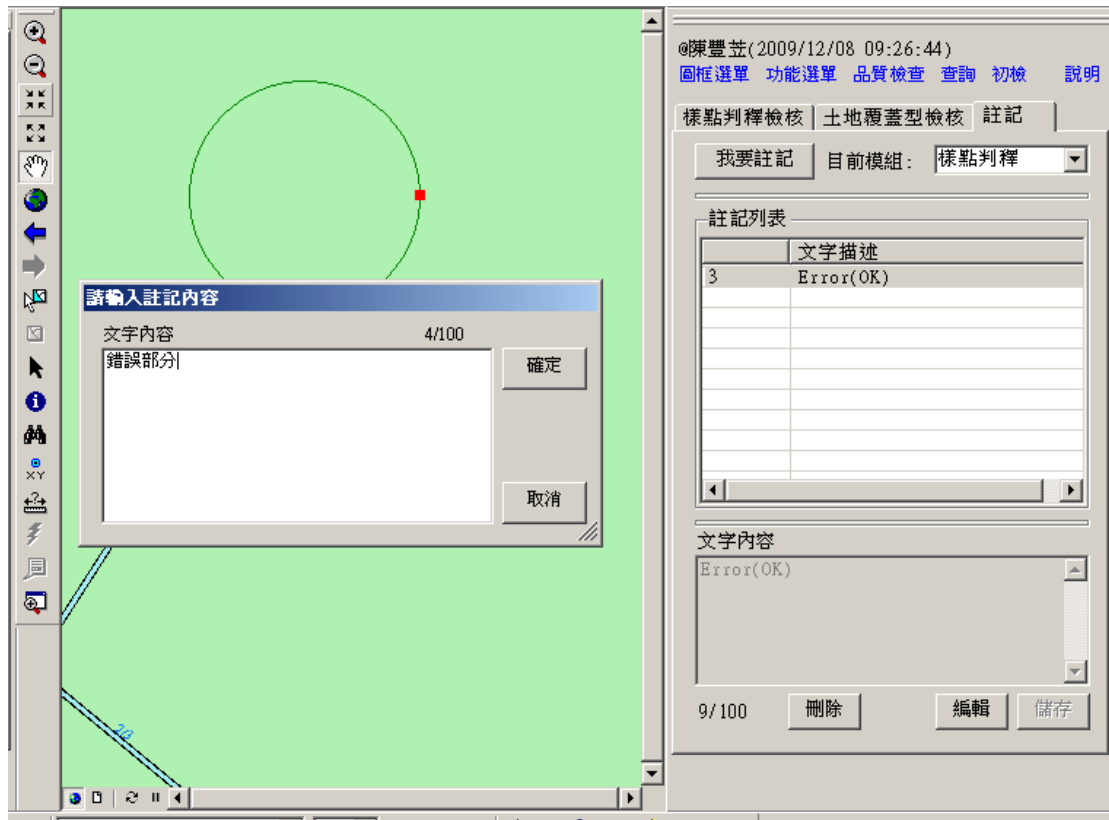 @陳豐苙(2009/12/08 09:26:44)
圖框選單 功能選單 品質檢查 查詢 初檢 說明
樣點判釋檢核 土地覆蓋型檢核 註記
我要註記 目前模組: 樣點判釋
註記列表
文字描述
3 Error(OK)
請輸入註記內容
文字內容 4/100
錯誤部分
確定
取消
文字內容
Error(OK)
9/100 刪除 編輯 儲存
20
XY